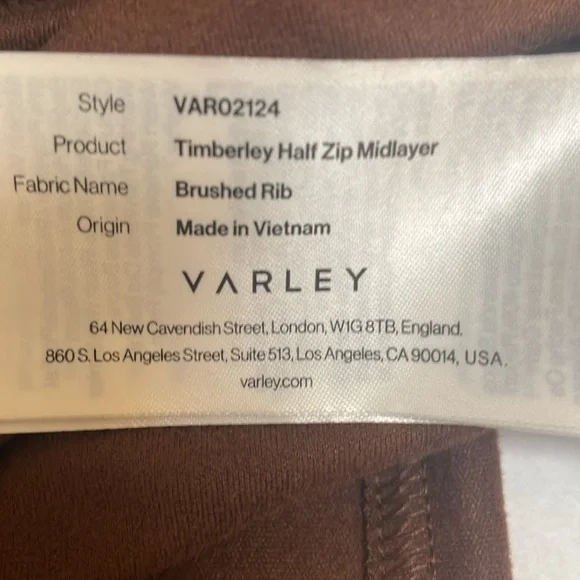 Style VAR02124
Product Timberley Half Zip Midlayer
Fabric Name Brushed Rib
Origin Made in Vietnam
VARLEY
64 New Cavendish Street, London, W1G 8TB, England.
860 S. Los Angeles Street, Suite 513, Los Angeles, CA 90014, USA.
varley.com